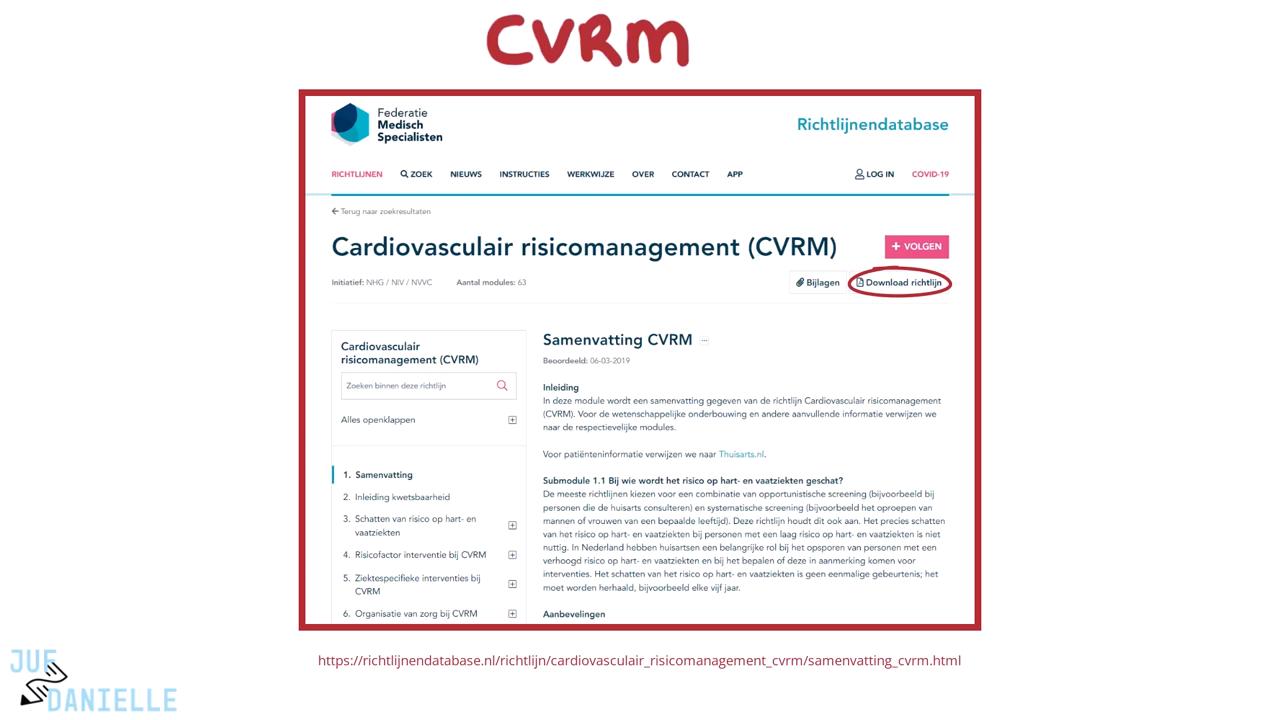 CVRM
Federatie
Medisch
Specialisten
Richtlijnendatabase
RICHTLIJNEN ZOEK NIEUWS INSTRUCTIES WERKWIJZE OVER CONTACT APP LOG IN COVID-19
Terug naar zoekresultaten
Cardiovasculair risicomanagement (CVRM)
+ VOLGEN
Initiatief: NHG / NIV / NVVC Aantal modules: 63
Bijlagen Download richtlijn
Cardiovasculair
risicomanagement (CVRM)
Zoeken binnen deze richtlijn
Alles openklappen
1. Samenvatting
2. Inleiding kwetsbaarheid
3. Schatten van risico op hart- en
vaatziekten
4. Risicofactor interventie bij CVRM
5. Ziektespecifieke interventies bij
CVRM
6. Organisatie van zorg bij CVRM
Samenvatting CVRM ...
Beoordeeld: 06-03-2019
Inleiding
In deze module wordt een samenvatting gegeven van de richtlijn Cardiovasculair risicomanagement
(CVRM). Voor de wetenschappelijke onderbouwing en andere aanvullende informatie verwijzen we
naar de respectievelijke modules.
Voor patiënteninformatie verwijzen we naar Thuisarts.nl.
Submodule 1.1 Bij wie wordt het risico op hart- en vaatziekten geschat?
De meeste richtlijnen kiezen voor een combinatie van opportunistische screening (bijvoorbeeld bij
personen die de huisarts consulteren) en systematische screening (bijvoorbeeld het oproepen van
mannen of vrouwen van een bepaalde leeftijd). Deze richtlijn houdt dit ook aan. Het precies schatten
van het risico op hart- en vaatziekten bij personen met een laag risico op hart- en vaatziekten is niet
nuttig. In Nederland hebben huisartsen een belangrijke rol bij het opsporen van personen met een
verhoogd risico op hart- en vaatziekten en bij het bepalen of deze in aanmerking komen voor
interventies. Het schatten van het risico op hart- en vaatziekten is geen eenmalige gebeurtenis; het
moet worden herhaald, bijvoorbeeld elke vijf jaar.
Aanbevelingen
https://richtlijnendatabase.nl/richtlijn/cardiovasculair_risicomanagement_cvrm/samenvatting_cvrm.html
JUF
DANIELLE